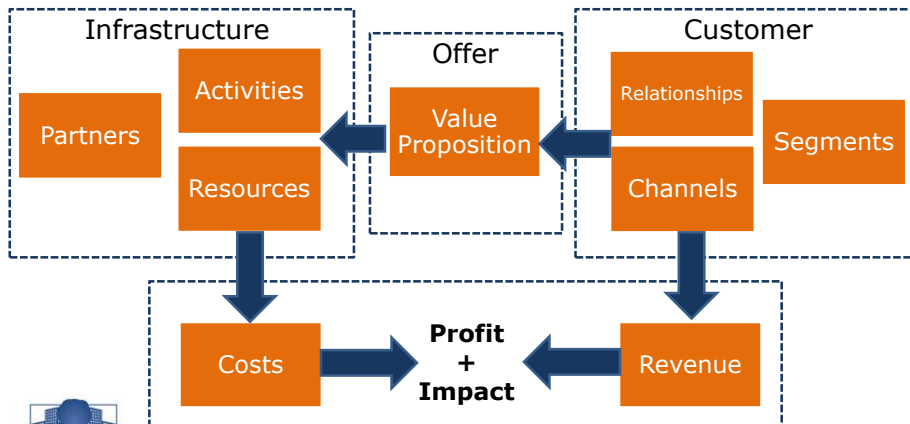 Infrastructure
Offer
Customer
Partners
Activities
Resources
Value
Proposition
Relationships
Channels
Segments
Costs
Profit
+
Impact
Revenue